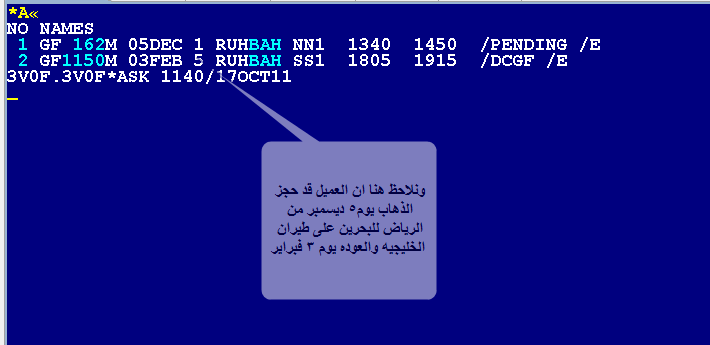 *A«
NO NAMES
1 GF 162M 05DEC 1 RUHBAH NN1 1340 1450 /PENDING /E
2 GF1150M 03FEB 5 RUHBAH SS1 1805 1915 /DCGF /E
3V0F.3V0F*ASK 1140/17OCT11
ونلاحظ هنا ان العميل قد حجز
الذهاب يوم٥ ديسمبر من
الرياض للبحرين على طيران
الخليجيه والعوده يوم ٣ فبراير